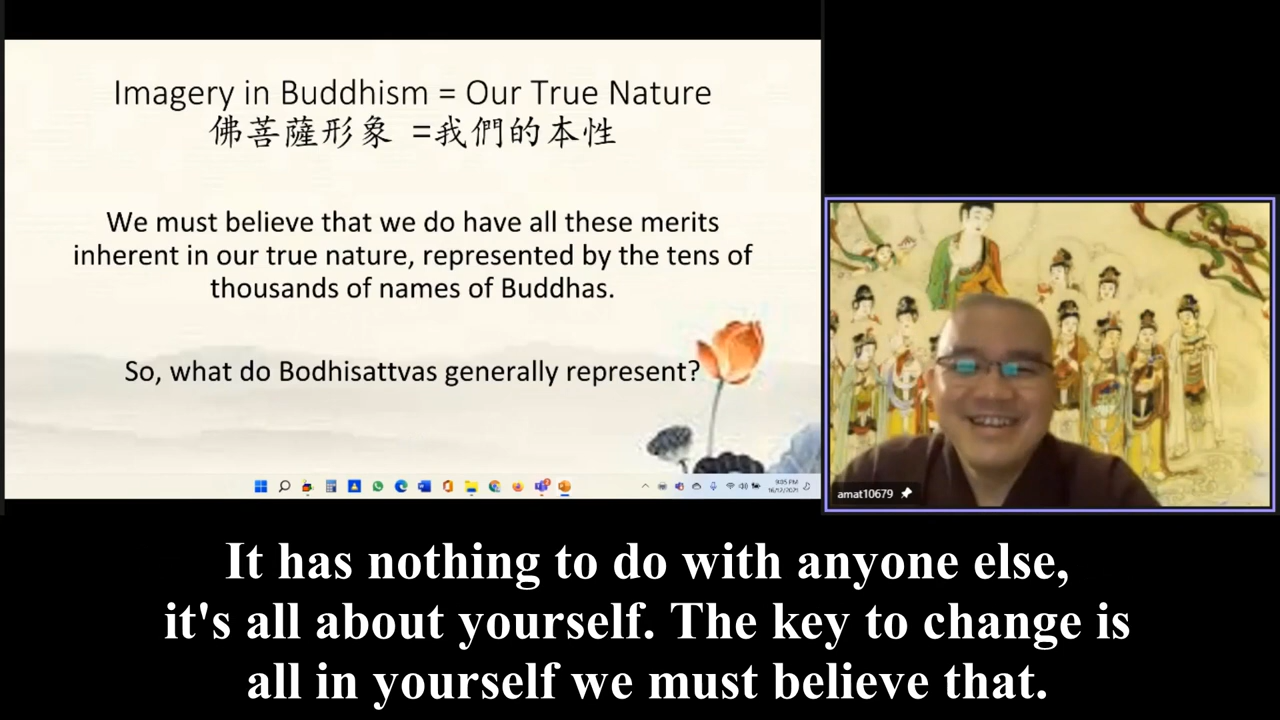 Imagery in Buddhism = Our True Nature
佛菩薩形象 =我們的本性
We must believe that we do have all these merits
inherent in our true nature, represented by the tens of
thousands of names of Buddhas.
So, what do Bodhisattvas generally represent?
9:05 PM
amat10679
It has nothing to do with anyone else,
it's all about yourself. The key to change is
all in yourself we must believe that.